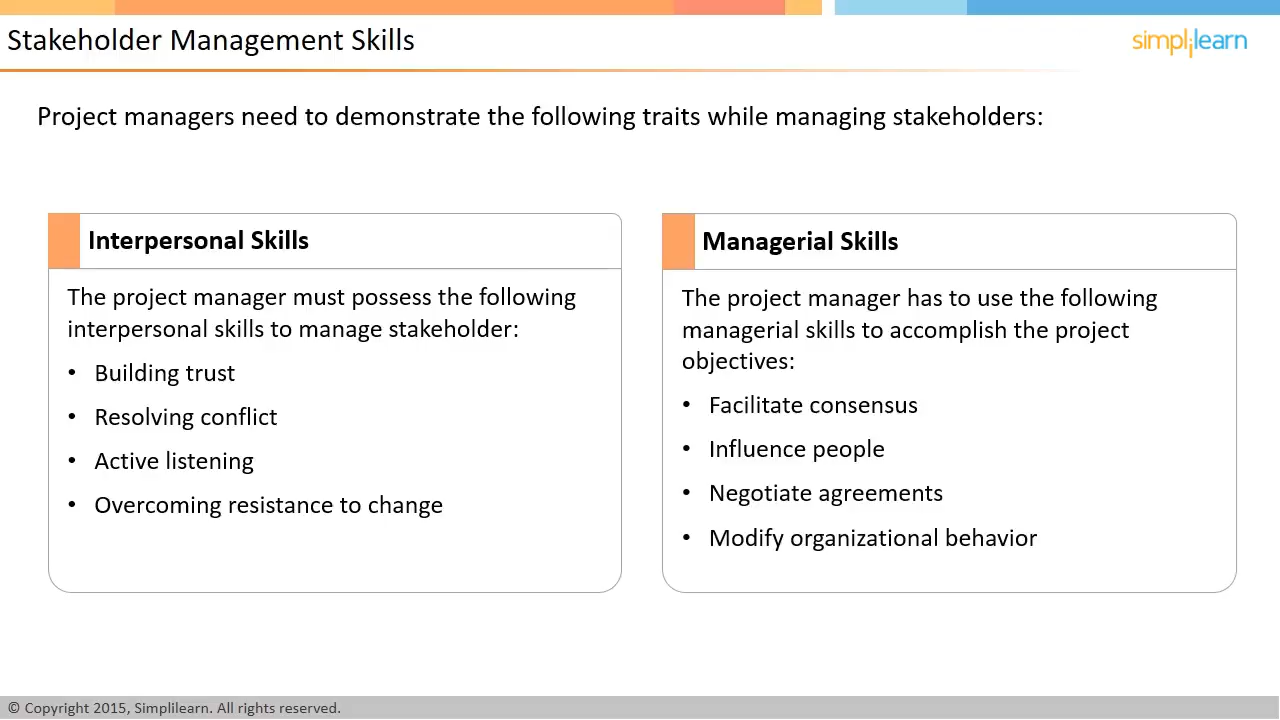 Stakeholder Management Skills
simplilearn
Project managers need to demonstrate the following traits while managing stakeholders:
Interpersonal Skills
The project manager must possess the following
interpersonal skills to manage stakeholder:
• Building trust
• Resolving conflict
• Active listening
• Overcoming resistance to change
Managerial Skills
The project manager has to use the following
managerial skills to accomplish the project
objectives:
• Facilitate consensus
• Influence people
• Negotiate agreements
• Modify organizational behavior
© Copyright 2015, Simplilearn. All rights reserved.